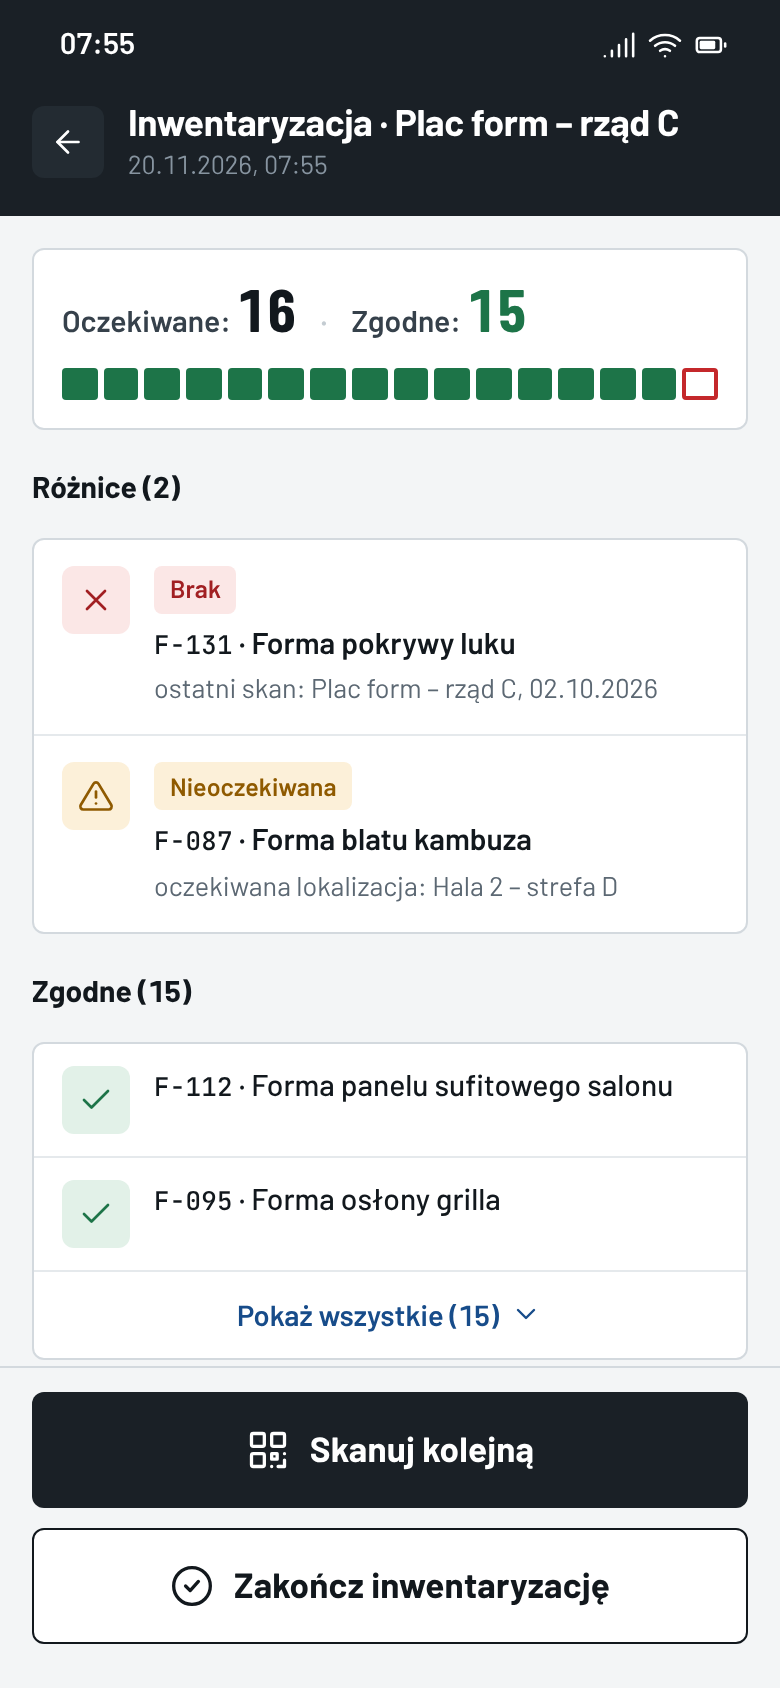 07:55
Inwentaryzacja · Plac form – rząd C
20.11.2026, 07:55
Oczekiwane: 16 · Zgodne: 15
Różnice (2)
Brak
F-131 · Forma pokrywy luku
ostatni skan: Plac form – rząd C, 02.10.2026
Nieoczekiwana
F-087 · Forma blatu kambuza
oczekiwana lokalizacja: Hala 2 – strefa D
Zgodne (15)
F-112 · Forma panelu sufitowego salonu
F-095 · Forma osłony grilla
Pokaż wszystkie (15)
Skanuj kolejną
Zakończ inwentaryzację